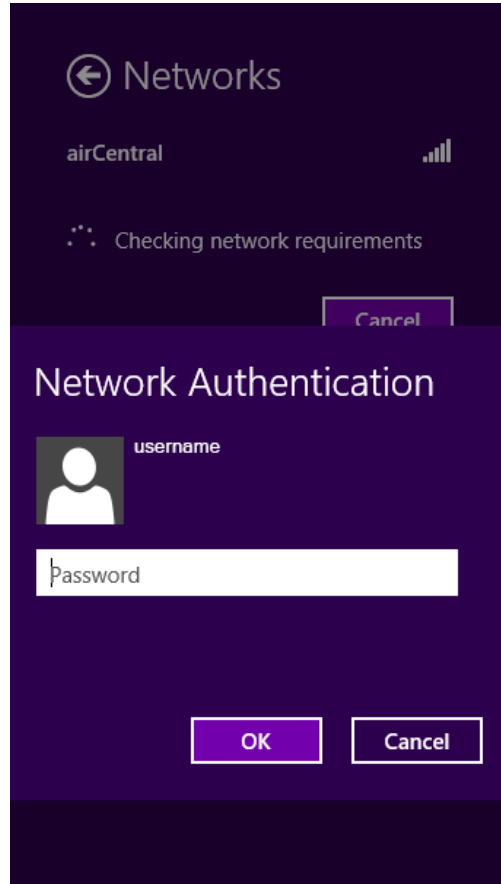 Networks
airCentral
Checking network requirements
Cancel
Network Authentication
username
Password
OK Cancel